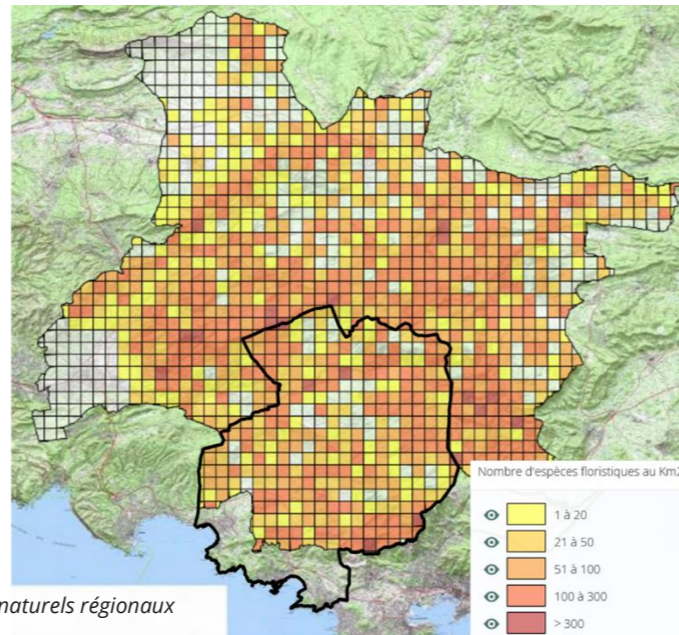 Nombre d'espèces floristiques au Km2
1 à 20
21 à 50
51 à 100
100 à 300
> 300
naturels régionaux